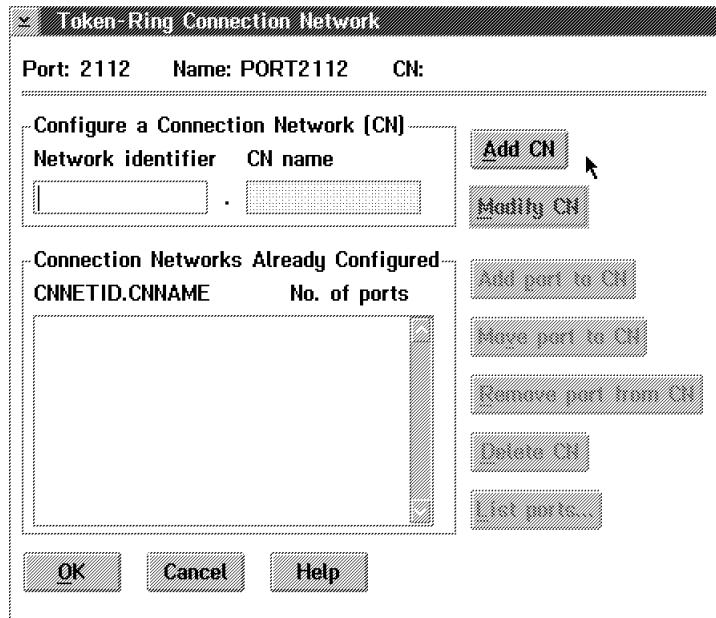 Token-Ring Connection Network
Port: 2112 Name: PORT2112 CN:
Configure a Connection Network (CN)
Network identifier CN name
.
Add CN
Modify CN
Connection Networks Already Configured
CNNETID.CNNAME No. of ports
Add port to CN
Move port to CN
Remove port from CN
Delete CN
List ports...
OK Cancel Help